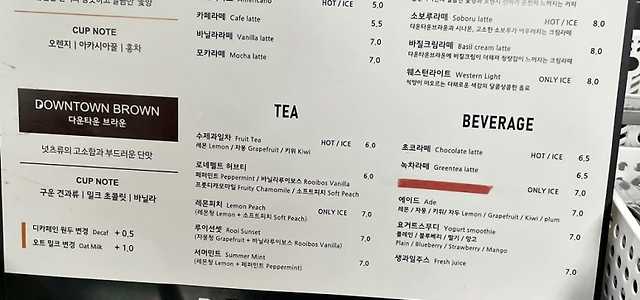 CUP NOTE
오렌지 | 아카시아꿀 | 홍차
DOWNTOWN BROWN
다운타운 브라운
넛츠류의 고소함과 부드러운 단맛
CUP NOTE
구운 견과류 | 밀크 초콜릿 | 바닐라
디카페인 원두 변경 Decaf + 0.5
오트 밀크 변경 Oat Milk + 1.0
HOT / ICE
카페라떼 Cafe latte 5.5
바닐라라떼 Vanilla latte 7.0
모카라떼 Mocha latte 7.0
TEA
수제과일차 Fruit Tea HOT / ICE 6.0
레몬 Lemon / 자몽 Grapefruit / 키위 Kiwi
로네펠트 허브티 6.0
페퍼민트 Peppermint / 바닐라루이보스 Rooibos Vanilla
프룻티카모마일 Fruity Chamomile / 소프트피치 Soft Peach
레몬피치 Lemon Peach ONLY ICE 7.0
(레몬청 Lemon + 소프트피치 Soft Peach)
루이선셋 Rooi Sunset 7.0
(자몽청 Grapefruit + 바닐라루이보스 Rooibos Vanilla)
서머민트 Summer Mint 7.0
(레몬청 Lemon + 페퍼민트 Peppermint)
HOT / ICE
소보루라떼 Soboru latte 8.0
바질크림라떼 Basil cream latte 8.0
웨스턴라이트 Western Light ONLY ICE 8.0
BEVERAGE
초코라떼 Chocolate latte HOT / ICE 6.5
녹차라떼 Greentea latte 6.5
ONLY ICE 7.0
에이드 Ade 7.0
레몬 / 자몽 / 키위 / 자두 Lemon / Grapefruit / Kiwi / plum
요거트스무디 Yogurt smoothie 7.0
플레인 / 블루베리 / 딸기 / 망고
Plain / Blueberry / Strawberry / Mango
생과일주스 Fresh juice 7.0